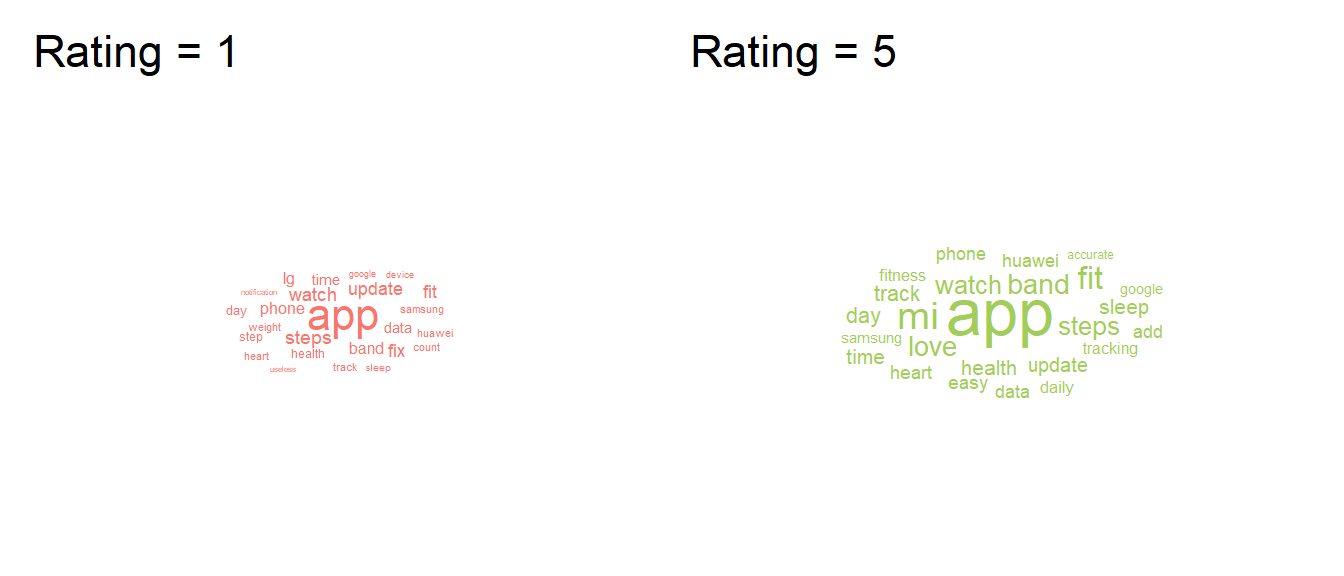 Rating = 1
lg time google device
notification watch update fit
day phone app samsung
weight data huawei
step steps band fix count
heart health
useless track sleep
Rating = 5
phone huawei accurate
fitness watch band fit
track google
day mi app sleep
samsung love steps add
time tracking
heart health update
easy data daily